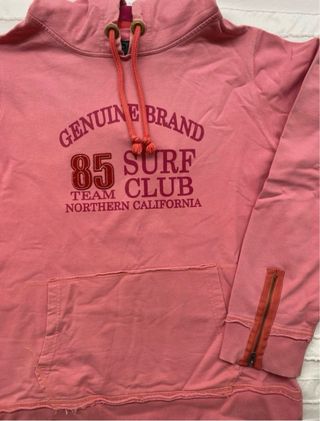 GENUINE BRAND
85 SURF
TEAM CLUB
NORTHERN CALIFORNIA